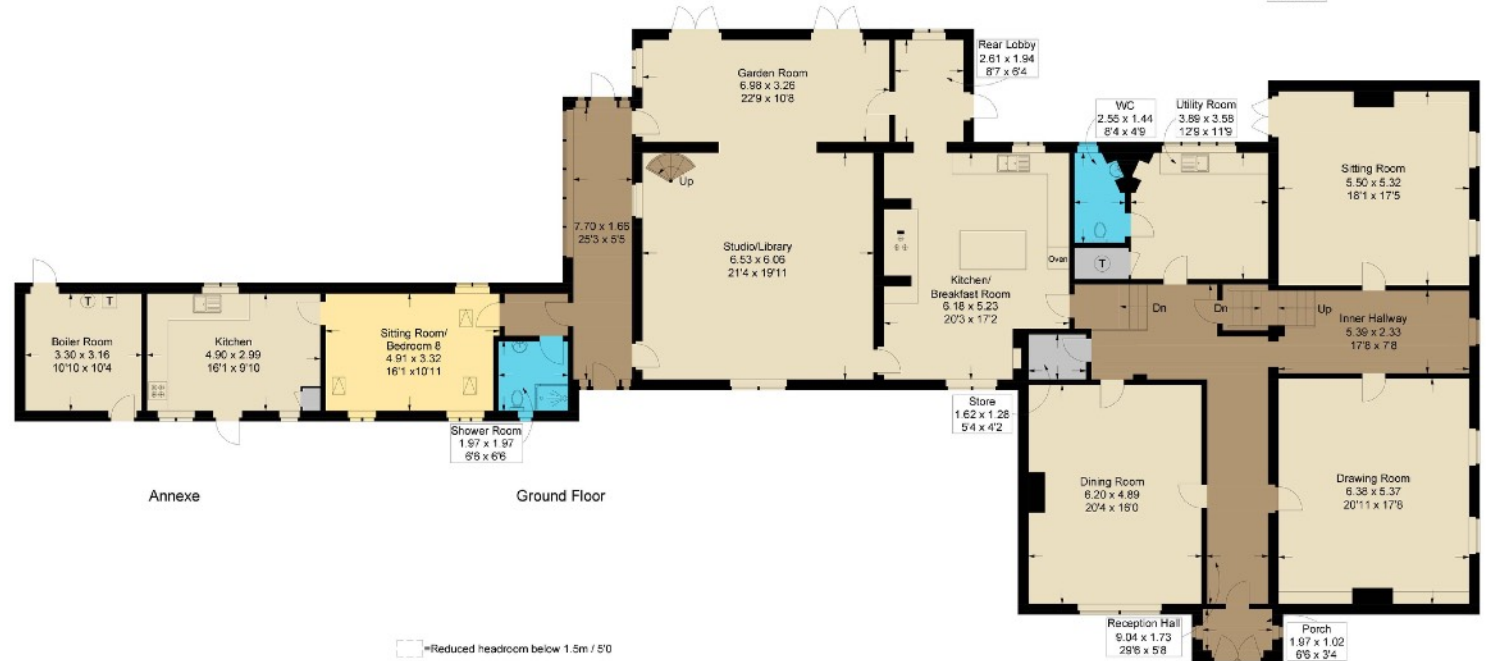 Rear Lobby
2.61 x 1.94
8'7 x 6'4
Garden Room
6.98 x 3.26
22'9 x 10'8
WC
2.55 x 1.44
8'4 x 4'9
Utility Room
3.89 x 3.58
12'9 x 11'9
Sitting Room
5.50 x 5.32
18'1 x 17'5
Up
7.70 x 1.66
25'3 x 5'5
Studio/Library
6.53 x 6.06
21'4 x 19'11
Oven
T
Kitchen/
Breakfast Room
6.18 x 5.23
20'3 x 17'2
Dn
Dn
Up
Inner Hallway
5.39 x 2.33
17'8 x 7'8
T
T
Boiler Room
3.30 x 3.16
10'10 x 10'4
Kitchen
4.90 x 2.99
16'1 x 9'10
Sitting Room/
Bedroom 8
4.91 x 3.32
16'1 x 10'11
Store
1.62 x 1.28
5'4 x 4'2
Shower Room
1.97 x 1.97
6'6 x 6'6
Annexe
Ground Floor
Dining Room
6.20 x 4.89
20'4 x 16'0
Drawing Room
6.38 x 5.37
20'11 x 17'8
Reception Hall
9.04 x 1.73
29'8 x 5'8
Porch
1.97 x 1.02
6'6 x 3'4
=Reduced headroom below 1.5m / 5'0